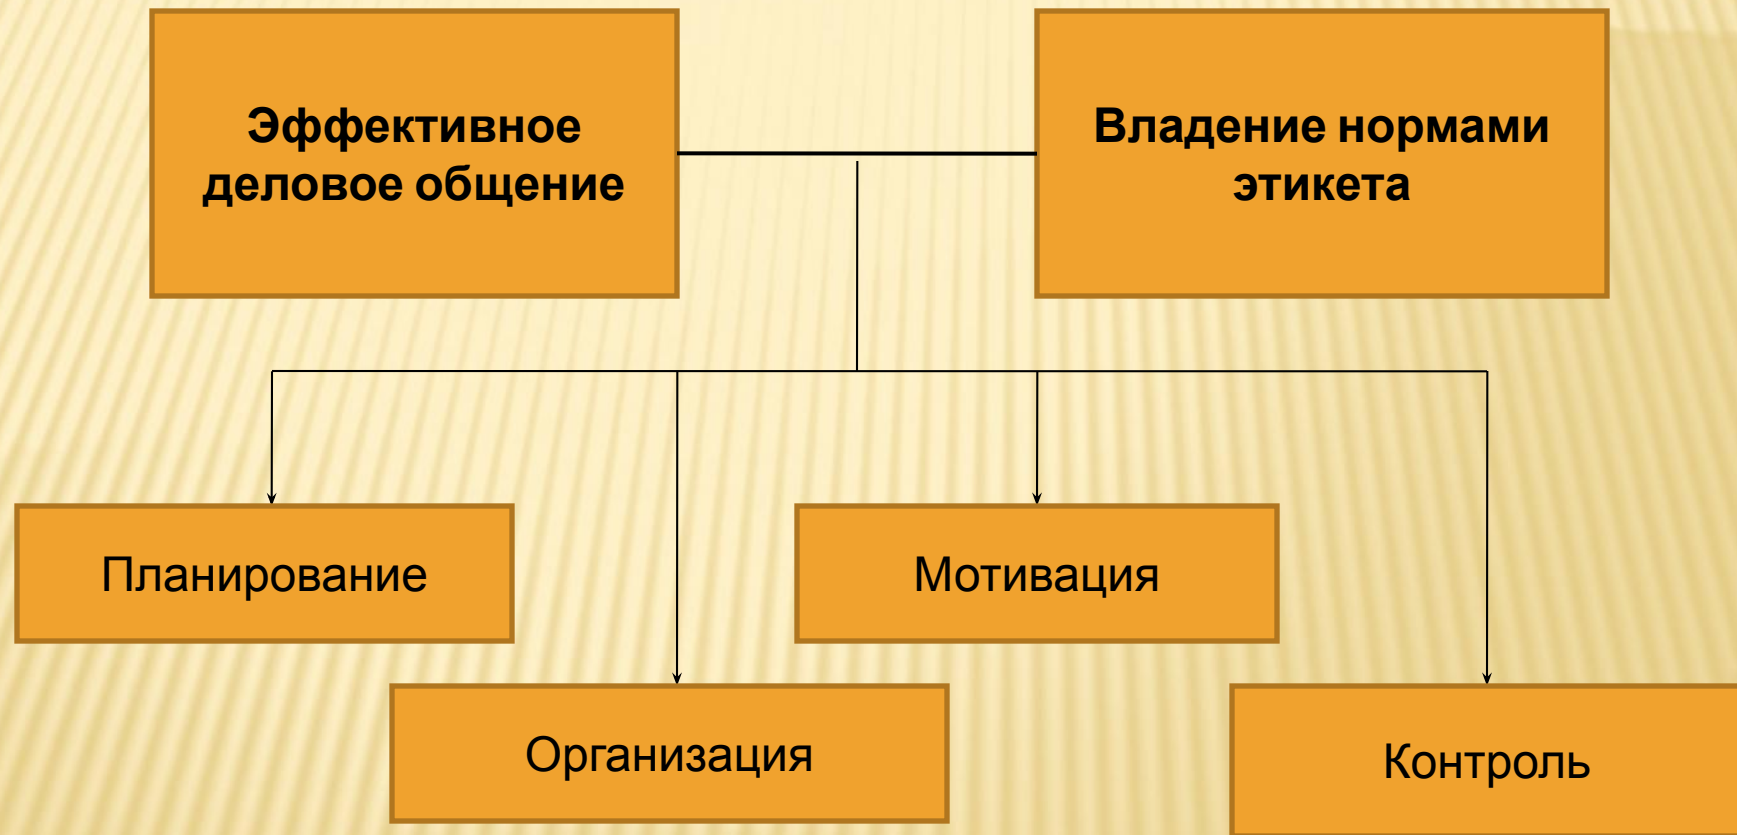 Эффективное
деловое общение
Владение нормами
этикета
Планирование
Мотивация
Организация
Контроль